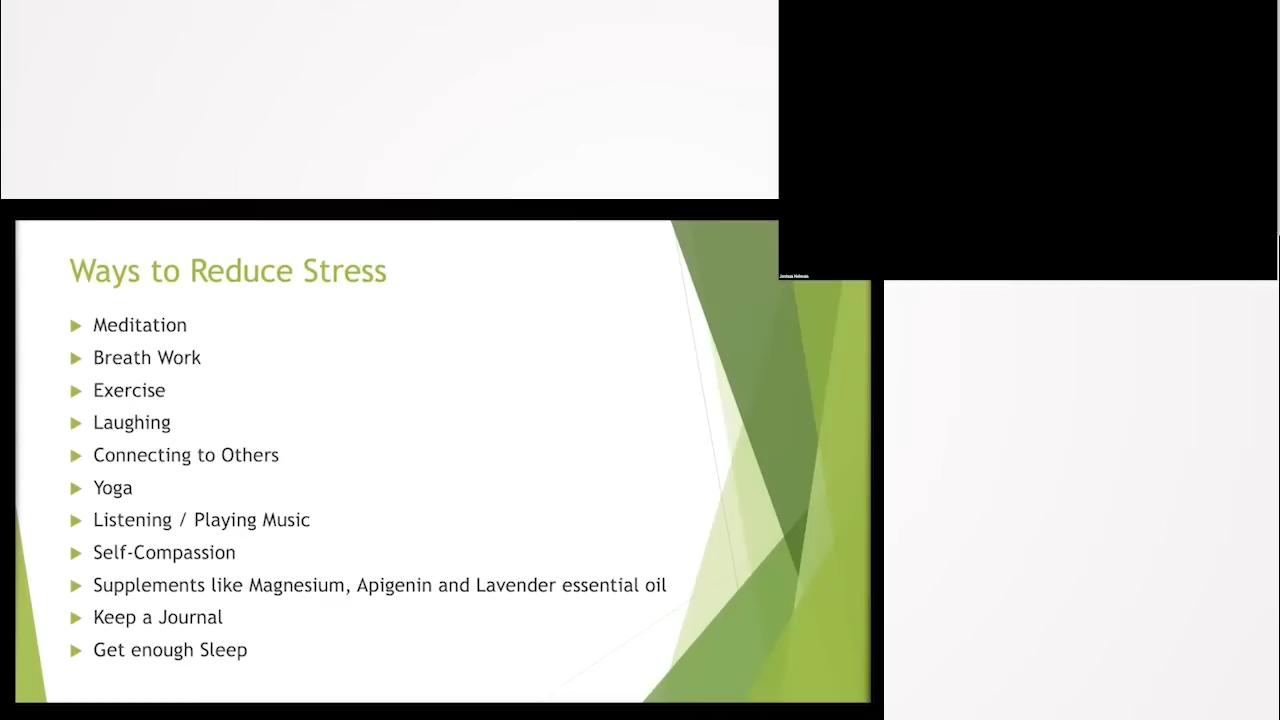 Ways to Reduce Stress
Meditation
Breath Work
Exercise
Laughing
Connecting to Others
Yoga
Listening / Playing Music
Self-Compassion
Supplements like Magnesium, Apigenin and Lavender essential oil
Keep a Journal
Get enough Sleep